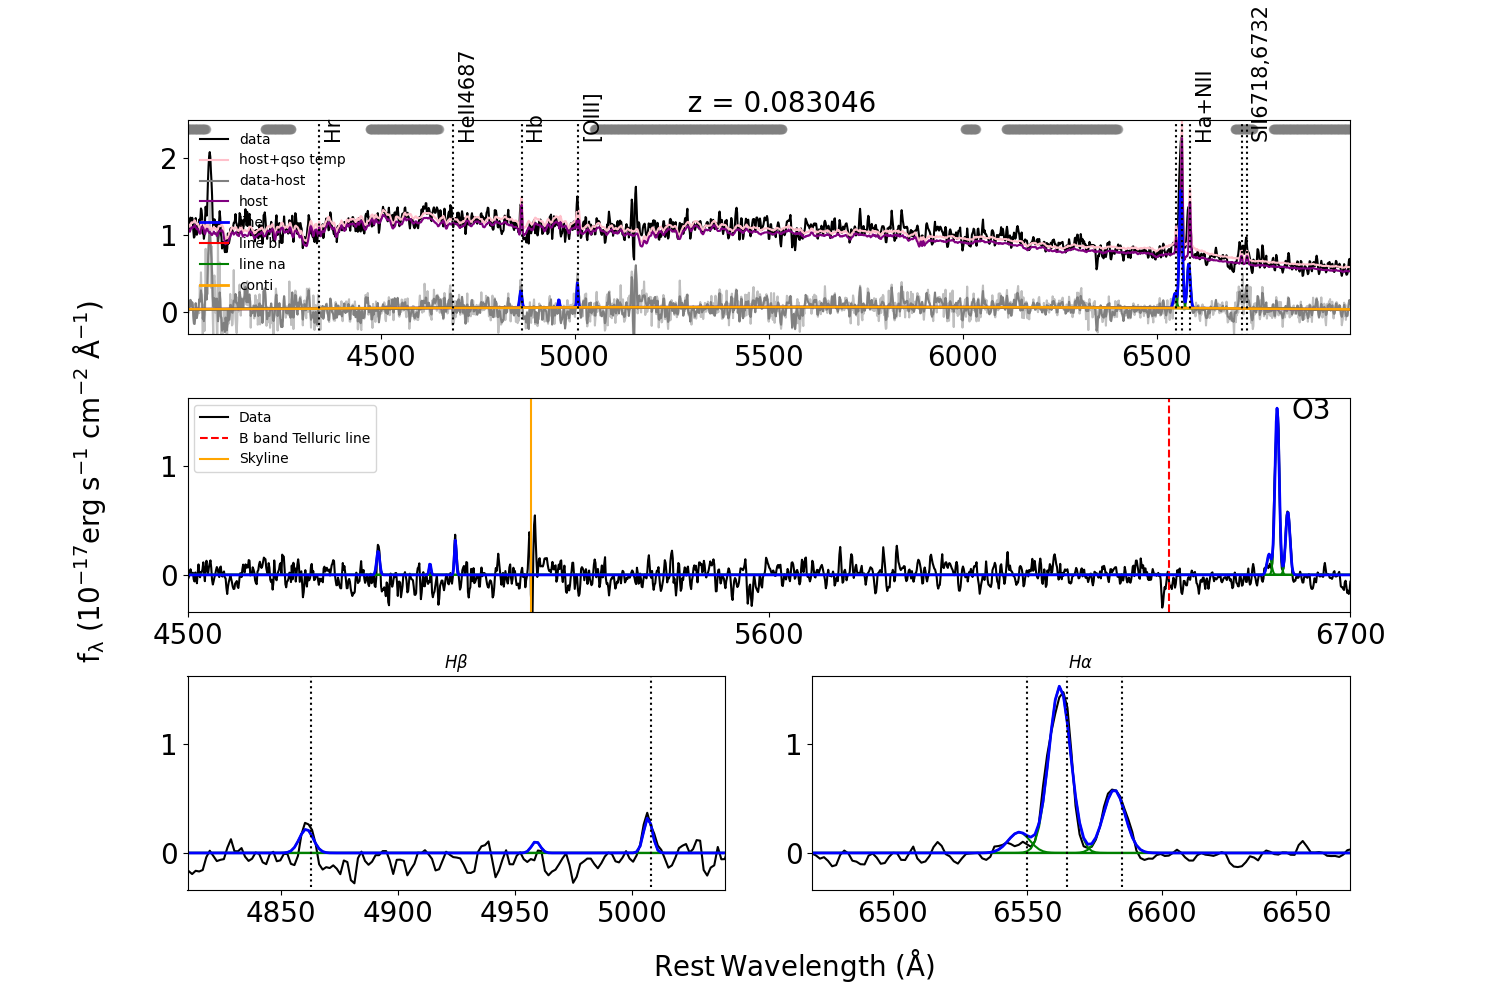 z = 0.083046
Hr
HeII4687
Hb
[OIII]
Ha+NII
SII6718,6732
data
host+qso temp
data-host
host
line
line br
line na
conti
2
1
0
4500 5000 5500 6000 6500
f_λ (10⁻¹⁷erg s⁻¹ cm⁻² Å⁻¹)
Data
B band Telluric line
Skyline
O3
1
0
4500 5600 6700
Hβ
1
0
4850 4900 4950 5000
Hα
1
0
6500 6550 6600 6650
Rest Wavelength (Å)